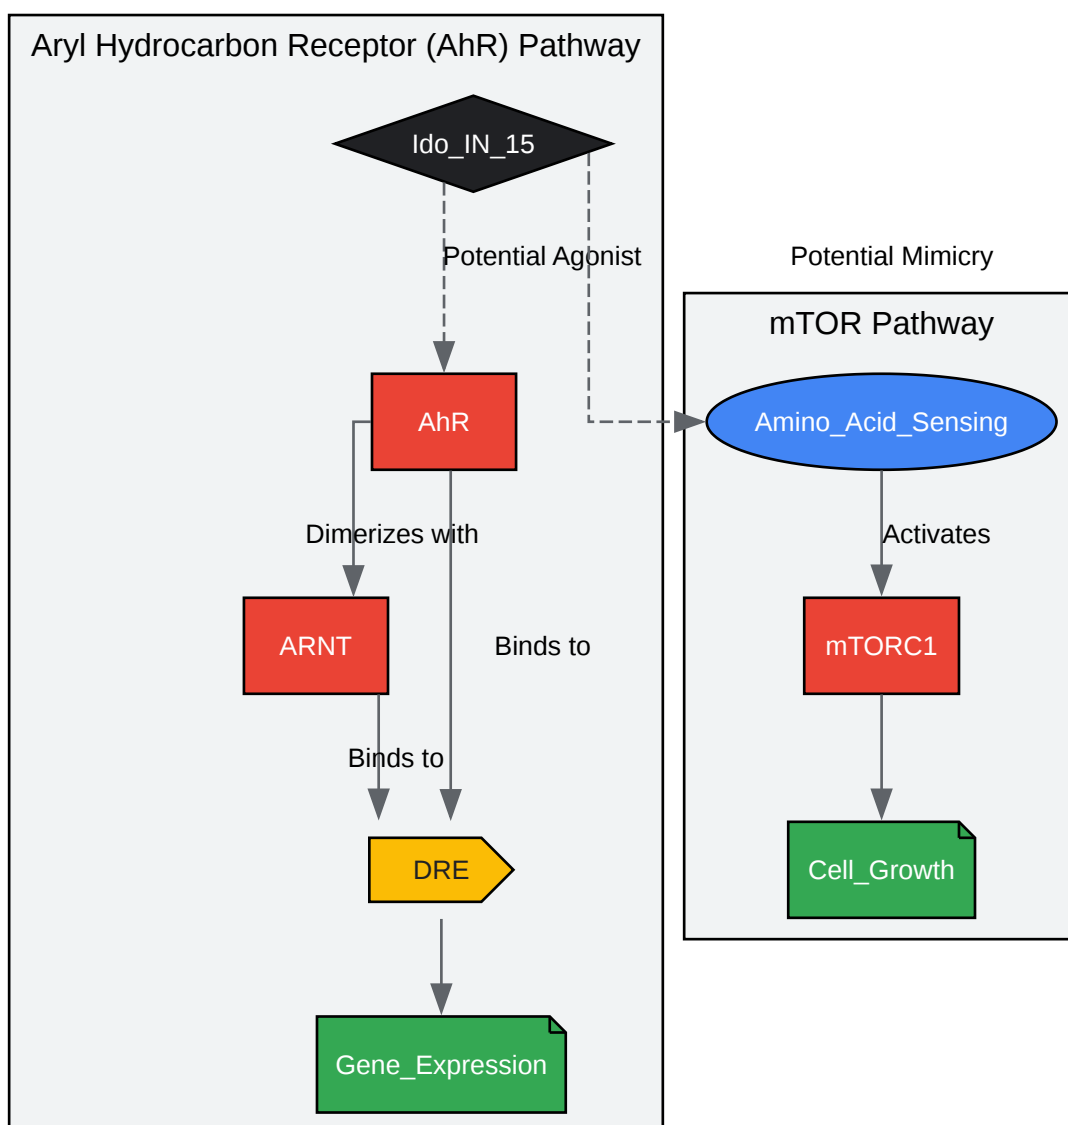 Aryl Hydrocarbon Receptor (AhR) Pathway
Ido_IN_15
Potential Agonist
Potential Mimicry
mTOR Pathway
AhR
Amino_Acid_Sensing
Dimerizes with
Activates
ARNT
Binds to
mTORC1
Binds to
DRE
Cell_Growth
Gene_Expression